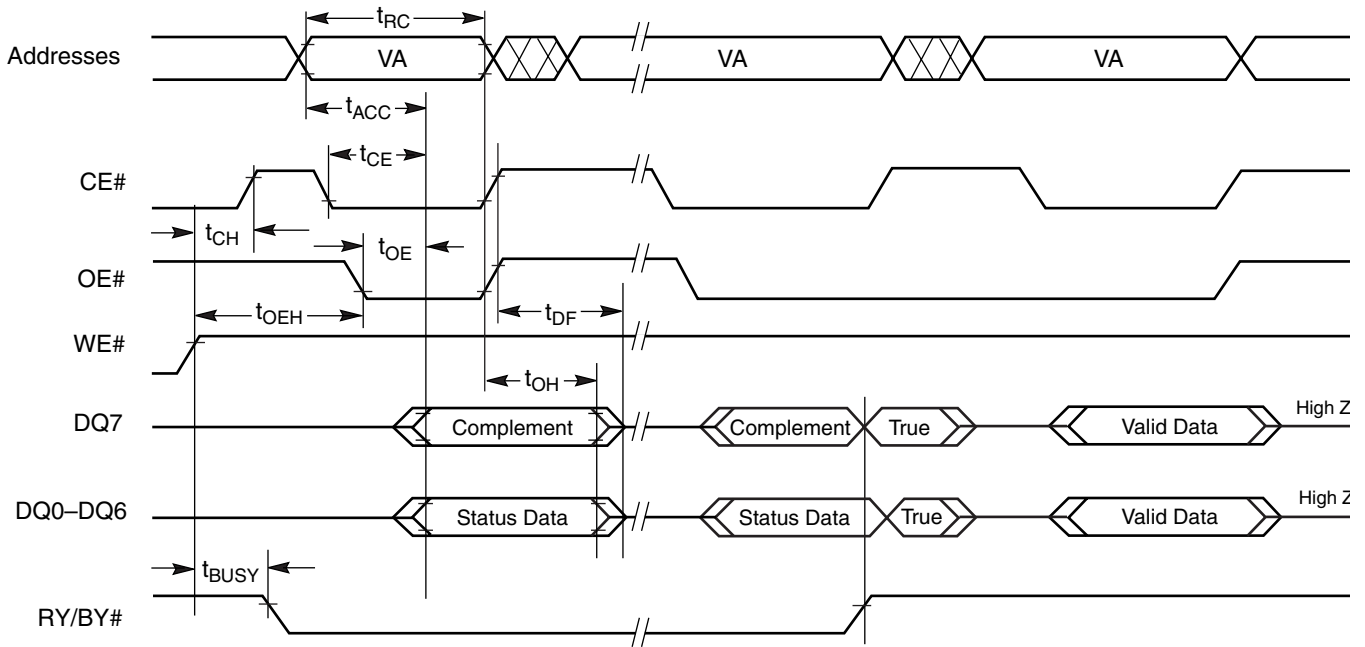 tRC
Addresses VA VA VA
tACC
tCE
CE#
tCH
tOE
OE#
tOEH
tDF
WE#
tOH
DQ7 Complement Complement True Valid Data High Z
DQ0–DQ6 Status Data Status Data True Valid Data High Z
tBUSY
RY/BY#